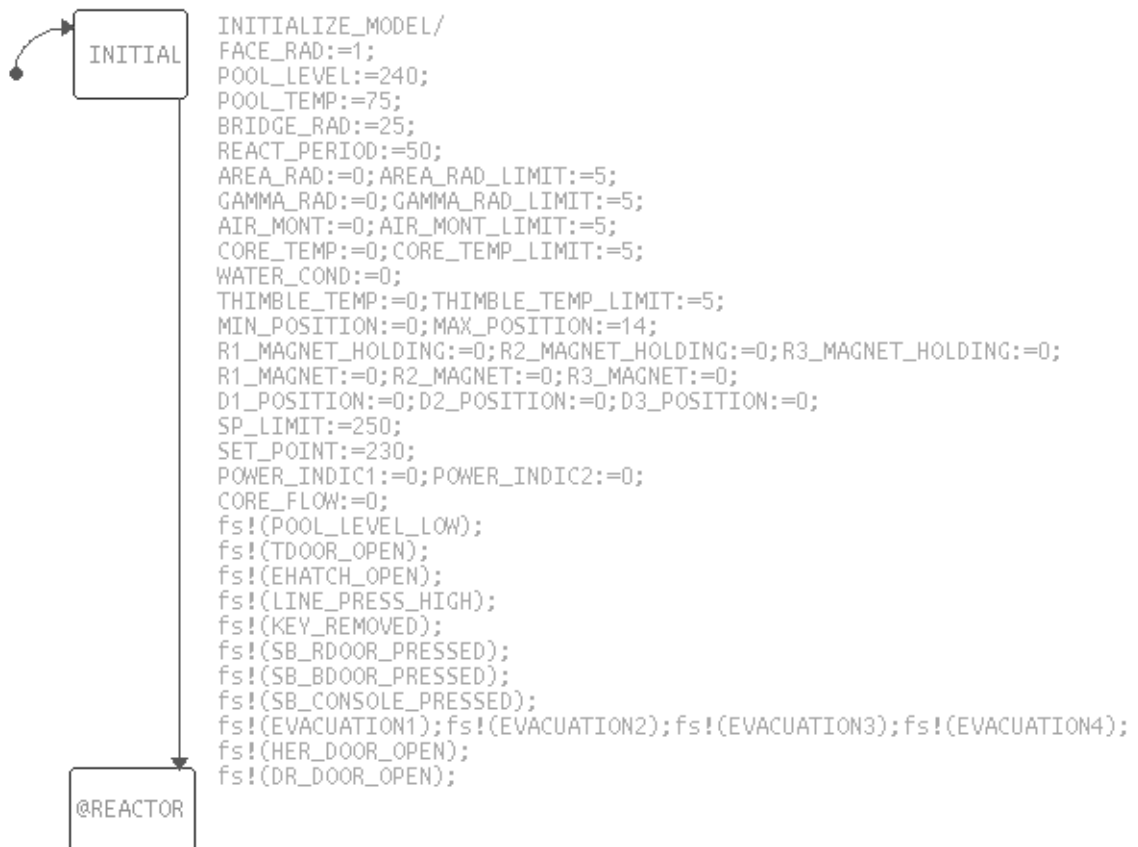 INITIAL
INITIALIZE_MODEL/
FACE_RAD:=1;
POOL_LEVEL:=240;
POOL_TEMP:=75;
BRIDGE_RAD:=25;
REACT_PERIOD:=50;
AREA_RAD:=0;AREA_RAD_LIMIT:=5;
GAMMA_RAD:=0;GAMMA_RAD_LIMIT:=5;
AIR_MONT:=0;AIR_MONT_LIMIT:=5;
CORE_TEMP:=0;CORE_TEMP_LIMIT:=5;
WATER_COND:=0;
THIMBLE_TEMP:=0;THIMBLE_TEMP_LIMIT:=5;
MIN_POSITION:=0;MAX_POSITION:=14;
R1_MAGNET_HOLDING:=0;R2_MAGNET_HOLDING:=0;R3_MAGNET_HOLDING:=0;
R1_MAGNET:=0;R2_MAGNET:=0;R3_MAGNET:=0;
D1_POSITION:=0;D2_POSITION:=0;D3_POSITION:=0;
SP_LIMIT:=250;
SET_POINT:=230;
POWER_INDIC1:=0;POWER_INDIC2:=0;
CORE_FLOW:=0;
fs!(POOL_LEVEL_LOW);
fs!(TDOOR_OPEN);
fs!(EHATCH_OPEN);
fs!(LINE_PRESS_HIGH);
fs!(KEY_REMOVED);
fs!(SB_RDOOR_PRESSED);
fs!(SB_BDOOR_PRESSED);
fs!(SB_CONSOLE_PRESSED);
fs!(EVACUATION1);fs!(EVACUATION2);fs!(EVACUATION3);fs!(EVACUATION4);
fs!(HER_DOOR_OPEN);
fs!(DR_DOOR_OPEN);
@REACTOR